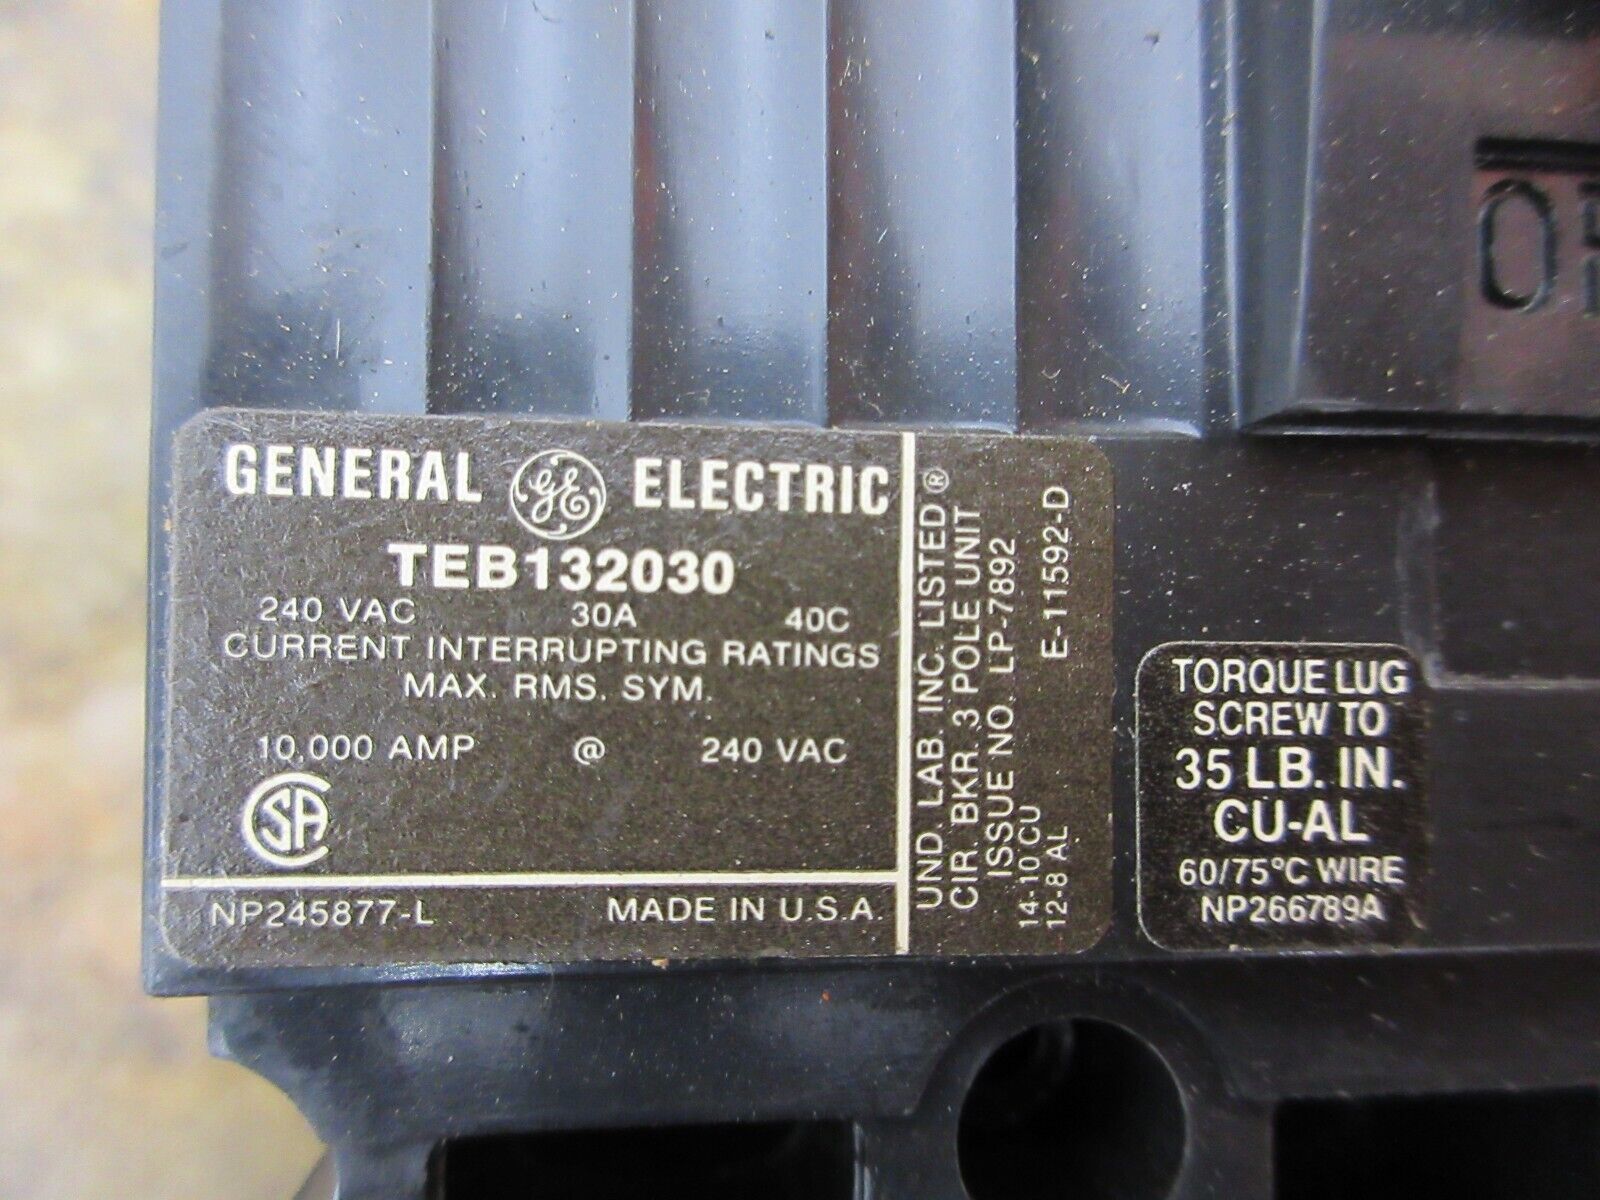 GENERAL GE ELECTRIC
TEB132030
240 VAC 30A 40C
CURRENT INTERRUPTING RATINGS
MAX. RMS. SYM.
10,000 AMP @ 240 VAC
CSA
NP245877-L MADE IN U.S.A.
UND. LAB. INC. LISTED®
CIR. BKR. 3 POLE UNIT
ISSUE NO. LP-7892
14-10 CU
12-8 AL E-11592-D
TORQUE LUG
SCREW TO
35 LB. IN.
CU-AL
60/75°C WIRE
NP266789A